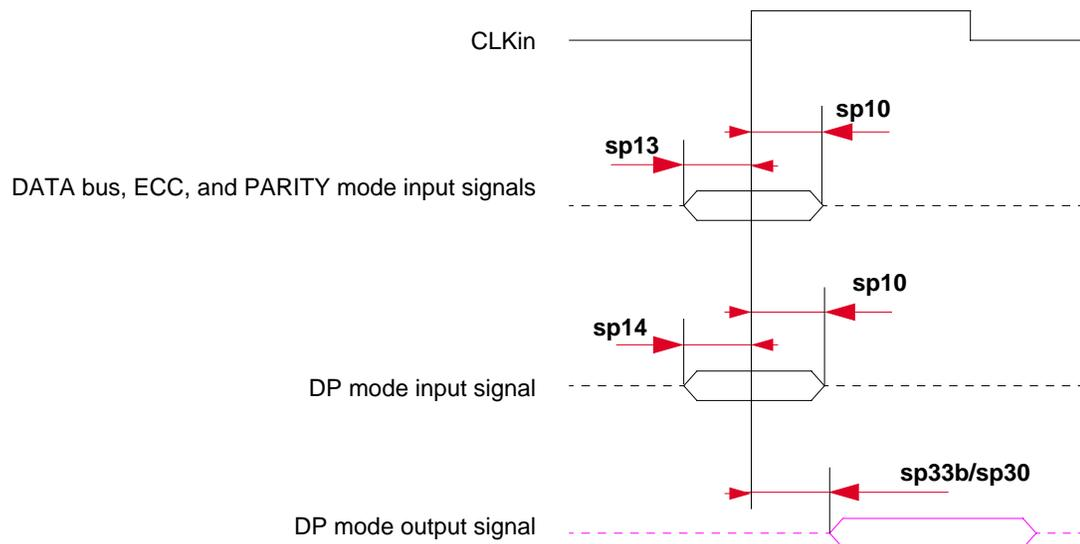 CLKin
sp10
sp13
DATA bus, ECC, and PARITY mode input signals
sp10
sp14
DP mode input signal
sp33b/sp30
DP mode output signal